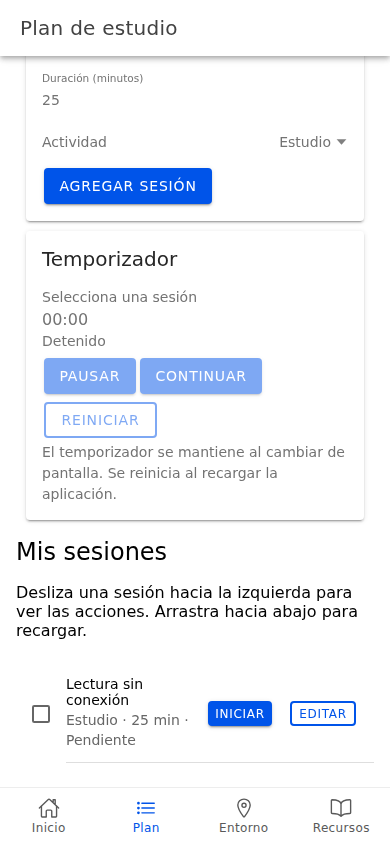 Plan de estudio
Duración (minutos)
25
Actividad
Estudio
AGREGAR SESIÓN
Temporizador
Selecciona una sesión
00:00
Detenido
PAUSAR
CONTINUAR
REINICIAR
El temporizador se mantiene al cambiar de
pantalla. Se reinicia al recargar la
aplicación.
Mis sesiones
Desliza una sesión hacia la izquierda para
ver las acciones. Arrastra hacia abajo para
recargar.
Lectura sin
conexión
Estudio · 25 min ·
Pendiente
INICIAR
EDITAR
Inicio
Plan
Entorno
Recursos